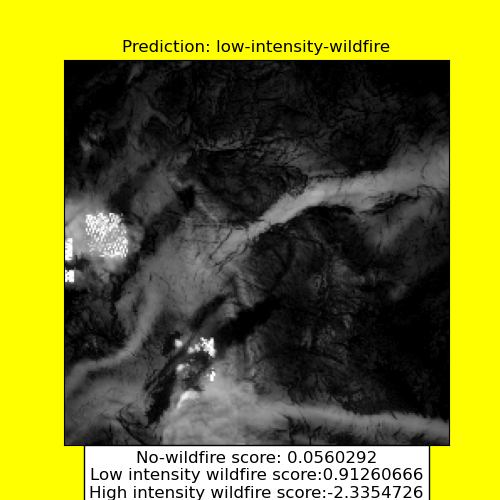 Prediction: low-intensity-wildfire
No-wildfire score: 0.0560292
Low intensity wildfire score:0.91260666
High intensity wildfire score:-2.3354726